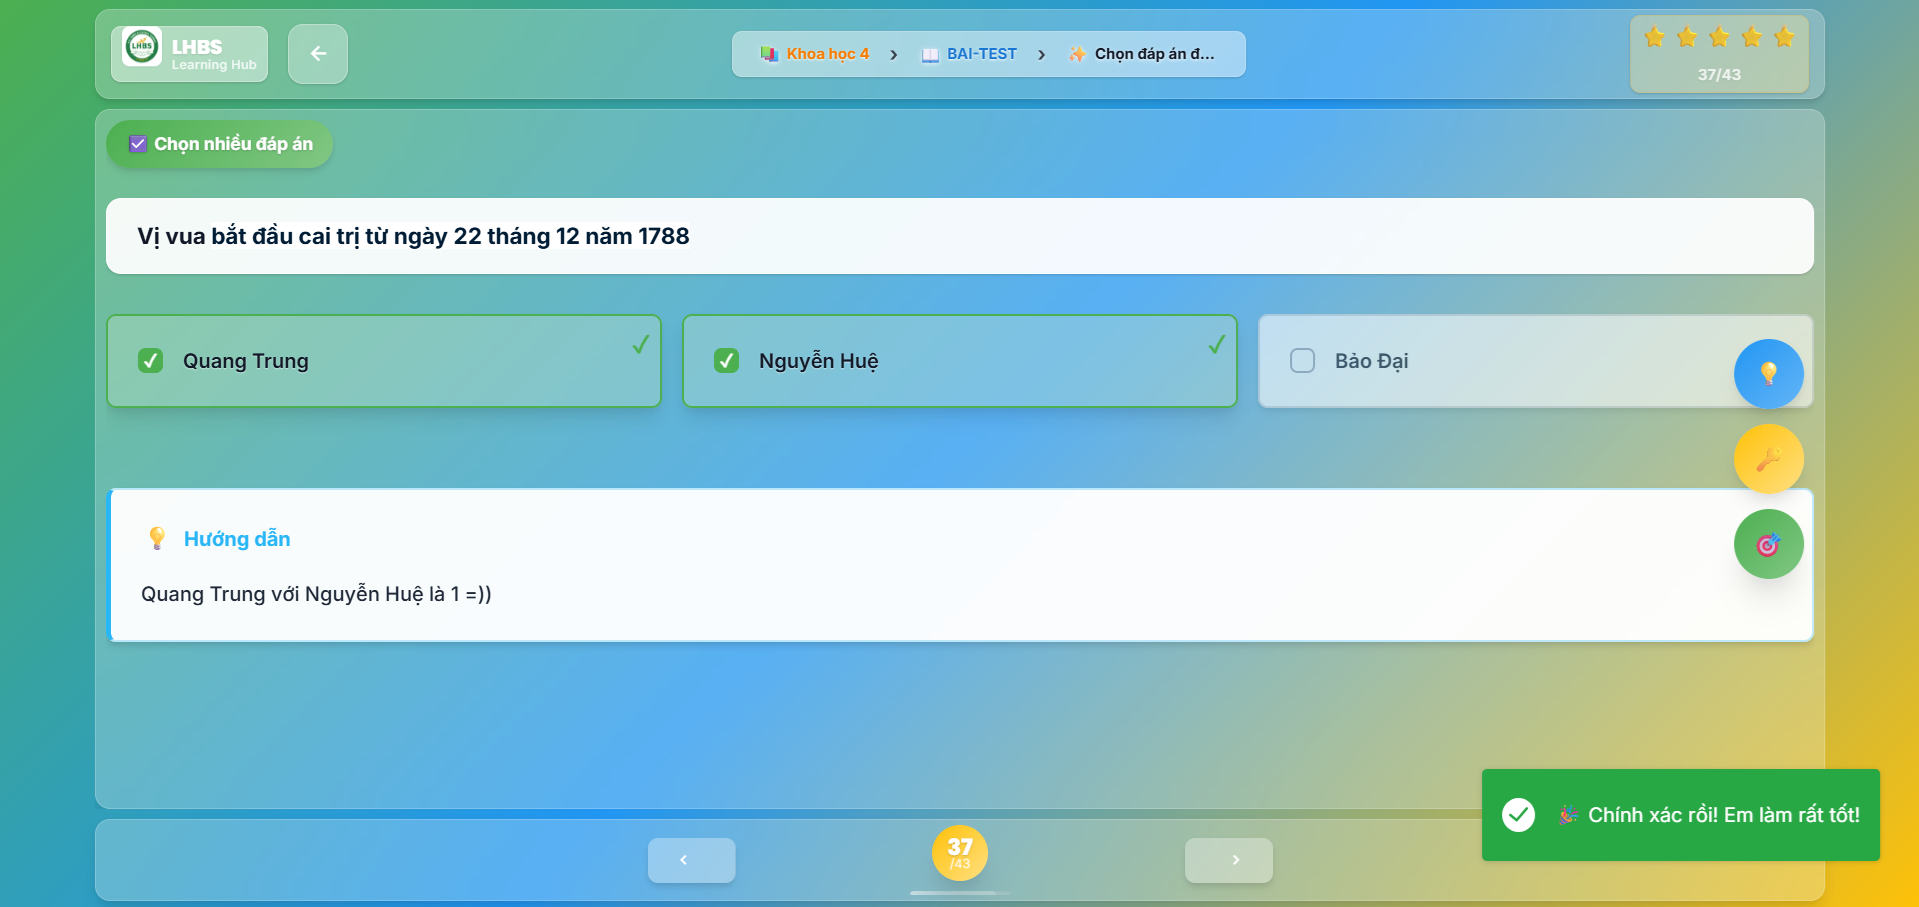 LHBS
LHBS
Learning Hub
Khoa học 4
BAI-TEST
Chọn đáp án đ...
37/43
Chọn nhiều đáp án
Vị vua bắt đầu cai trị từ ngày 22 tháng 12 năm 1788
Quang Trung
Nguyễn Huệ
Bảo Đại
Hướng dẫn
Quang Trung với Nguyễn Huệ là 1 =))
Chính xác rồi! Em làm rất tốt!
37
/43